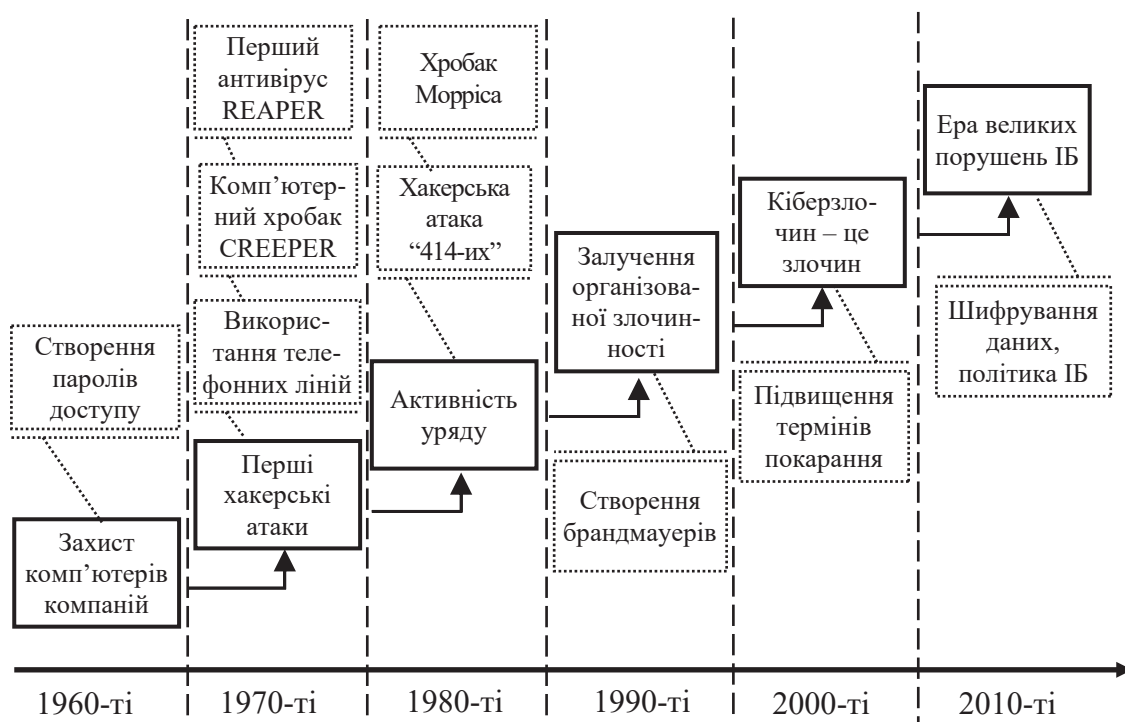 Перший
антивірус
REAPER
Комп’ютер-
ний хробак
CREEPER
Викорис-
тання теле-
фонних ліній
Хробак
Морріса
Хакерська
атака
“414-их”
Ера великих
порушень ІБ
Кіберзло-
чин – це
злочин
Залучення
організова-
ної злочин-
ності
Створення
паролів
доступу
Активність
уряду
Шифрування
даних,
політика ІБ
Підвищення
термінів
покарання
Перші
хакерські
атаки
Створення
брандмауерів
Захист
комп’ютерів
компаній
1960-ті
1970-ті
1980-ті
1990-ті
2000-ті
2010-ті